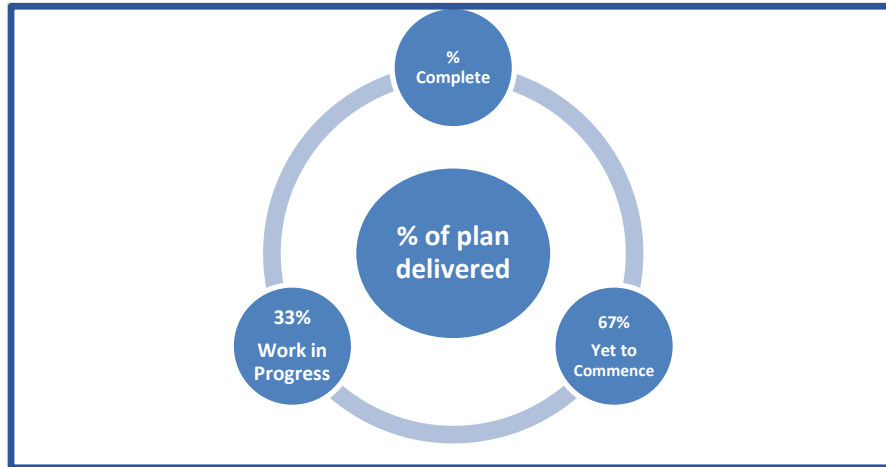 %
Complete
% of plan
delivered
33%
Work in
Progress
67%
Yet to
Commence